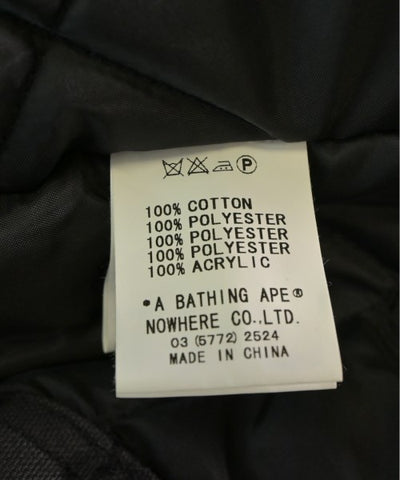 P
100% COTTON
100% POLYESTER
100% POLYESTER
100% POLYESTER
100% ACRYLIC
*A BATHING APE®
NOWHERE CO.,LTD.
03 (5772) 2524
MADE IN CHINA